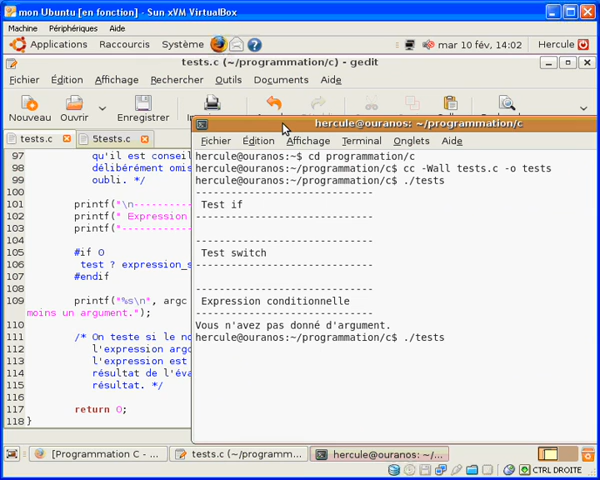 mon Ubuntu [en fonction] - Sun xVM VirtualBox
Machine Périphériques Aide
Applications Raccourcis Système mar 10 fév, 14:02 Hercule
tests.c (~/programmation/c) - gedit
Fichier Édition Affichage Rechercher Outils Documents Aide
Nouveau Ouvrir Enregistrer
tests.c 5tests.c
97 qu'il est conseil
98 délibérément omis
99 oubli. */
100
101 printf("\n-----
102 printf(" Expression
103 printf("------------
104
105 #if 0
106 test ? expression_s
107 #endif
108
109 printf("%s\n", argc
moins un argument.");
110
111 /* On teste si le no
112 l'expression argc
113 l'expression est
114 résultat de l'éva
115 résultat. */
116
117 return 0;
118 }
hercule@ouranos: ~/programmation/c
Fichier Édition Affichage Terminal Onglets Aide
hercule@ouranos:~$ cd programmation/c
hercule@ouranos:~/programmation/c$ cc -Wall tests.c -o tests
hercule@ouranos:~/programmation/c$ ./tests
------------------------------
Test if
------------------------------
------------------------------
Test switch
------------------------------
------------------------------
Expression conditionnelle
------------------------------
Vous n'avez pas donné d'argument.
hercule@ouranos:~/programmation/c$ ./tests
[Programmation C - ... tests.c (~/programm... hercule@ouranos: ~/...
CTRL DROITE